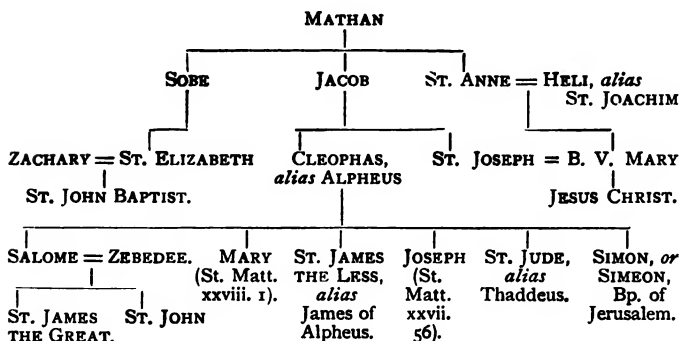 MATHAN
SOBE JACOB ST. ANNE = HELI, alias
ST. JOACHIM
ZACHARY = ST. ELIZABETH CLEOPHAS, ST. JOSEPH = B. V. MARY
alias ALPHEUS
ST. JOHN BAPTIST. JESUS CHRIST.
SALOME = ZEBEDEE. MARY ST. JAMES JOSEPH ST. JUDE, SIMON, or
(St. Matt. THE LESS, (St. alias SIMEON,
xxviii. 1). alias Matt. Thaddeus. Bp. of
ST. JAMES ST. JOHN James of xxvii. Jerusalem.
THE GREAT. Alpheus. 56).